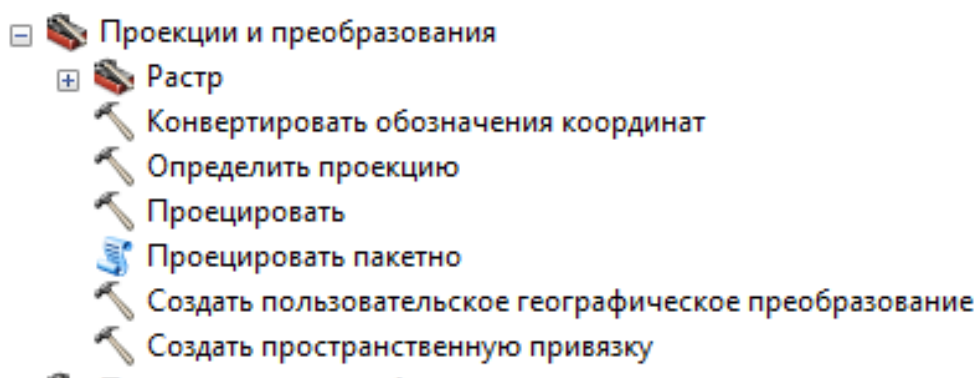 Проекции и преобразования
Растр
Конвертировать обозначения координат
Определить проекцию
Проецировать
Проецировать пакетно
Создать пользовательское географическое преобразование
Создать пространственную привязку